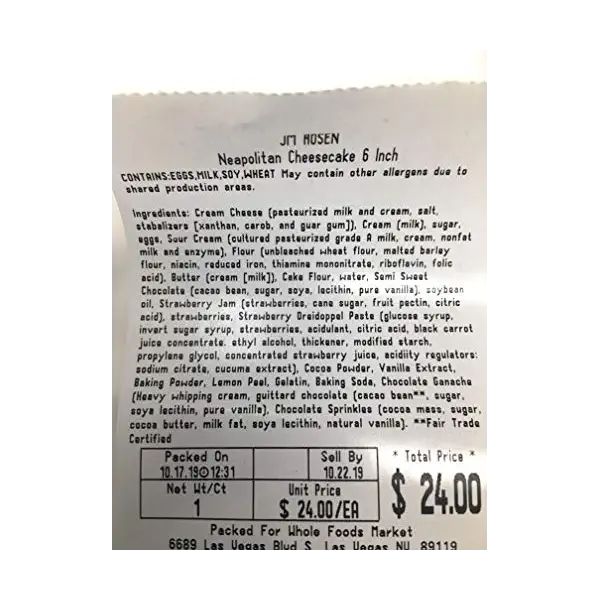 JM ROSEN
Neapolitan Cheesecake 6 Inch
CONTAINS:EGGS,MILK,SOY,WHEAT May contain other allergens due to
shared production areas.
Ingredients: Cream Cheese (pasteurized milk and cream, salt,
stabalizers [xanthan, carob, and guar gum]), Cream (milk), sugar,
eggs, Sour Cream (cultured pasteurized grade A milk, cream, nonfat
milk and enzyme), Flour (unbleached wheat flour, malted barley
flour, niacin, reduced iron, thiamine mononitrate, riboflavin, folic
acid), Butter (cream [milk]), Cake Flour, water, Semi Sweet
Chocolate (cacao bean, sugar, soya, lecithin, pure vanilla), soybean
oil, Strawberry Jam (strawberries, cane sugar, fruit pectin, citric
acid), strawberries, Strawberry Dreidoppel Paste (glucose syrup,
invert sugar syrup, strawberries, acidulant, citric acid, black carrot
juice concentrate, ethyl alcohol, thickener, modified starch,
propylene glycol, concentrated strawberry juice, acidiity regulators:
sodium citrate, cucuma extract), Cocoa Powder, Vanilla Extract,
Baking Powder, Lemon Peel, Gelatin, Baking Soda, Chocolate Ganache
(Heavy whipping cream, guittard chocolate (cacao bean**, sugar,
soya lecithin, pure vanilla), Chocolate Sprinkles (cocoa mass, sugar,
cocoa butter, milk fat, soya lecithin, natural vanilla). **Fair Trade
Certified
Packed On
10.17.19 12:31
Sell By
10.22.19
* Total Price *
$ 24.00
Net Wt/Ct
1
Unit Price
$ 24.00/EA
Packed For Whole Foods Market
6689 Las Vegas Blvd S Las Vegas NV 89119